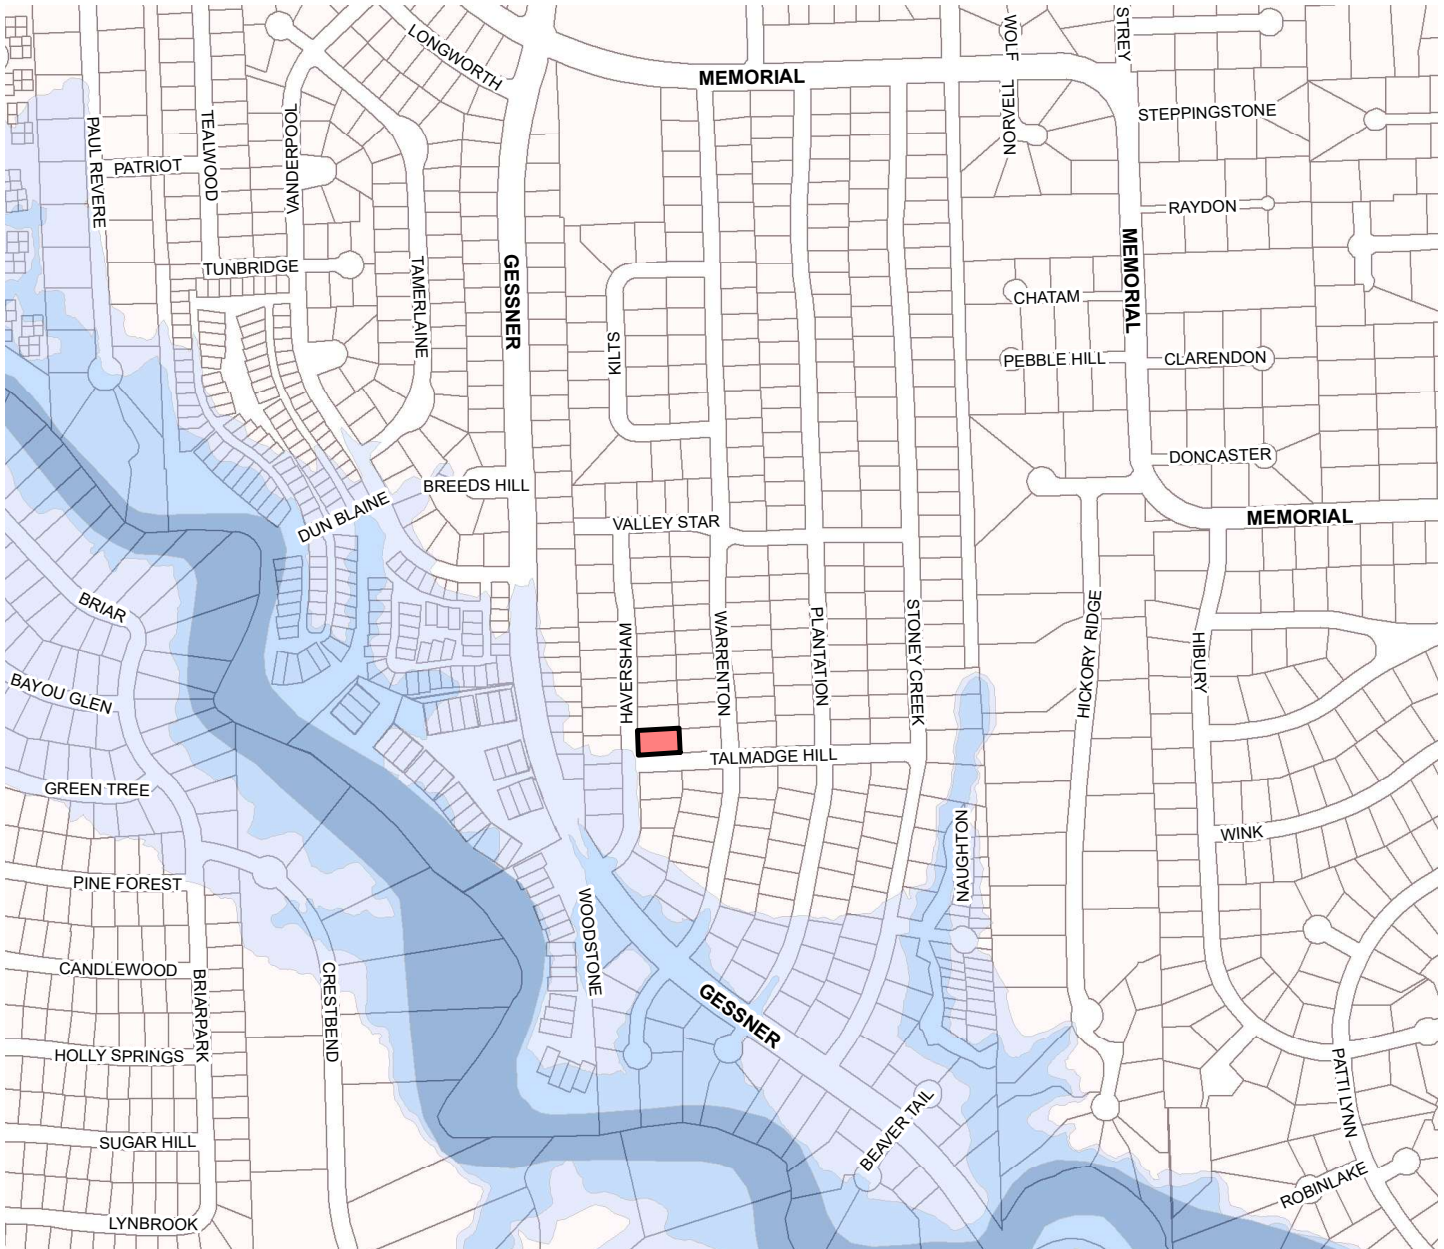 LONGWORTH
WOLF
STREY
MEMORIAL
NORVELL
STEPPINGSTONE
PAUL REVERE
TEALWOOD
VANDERPOOL
PATRIOT
RAYDON
TUNBRIDGE
TAMERLAINE
GESSNER
MEMORIAL
CHATAM
KILTS
PEBBLE HILL
CLARENDON
DONCASTER
BREEDS HILL
DUN BLAINE
VALLEY STAR
MEMORIAL
BRIAR
HAVERSHAM
WARRENTON
PLANTATION
STONEY CREEK
HICKORY RIDGE
HIBURY
BAYOU GLEN
TALMADGE HILL
GREEN TREE
NAUGHTON
WINK
PINE FOREST
WOODSTONE
CANDLEWOOD
BRIARPARK
CRESTBEND
GESSNER
HOLLY SPRINGS
PATTI LYNN
BEAVER TAIL
SUGAR HILL
ROBINLAKE
LYNBROOK